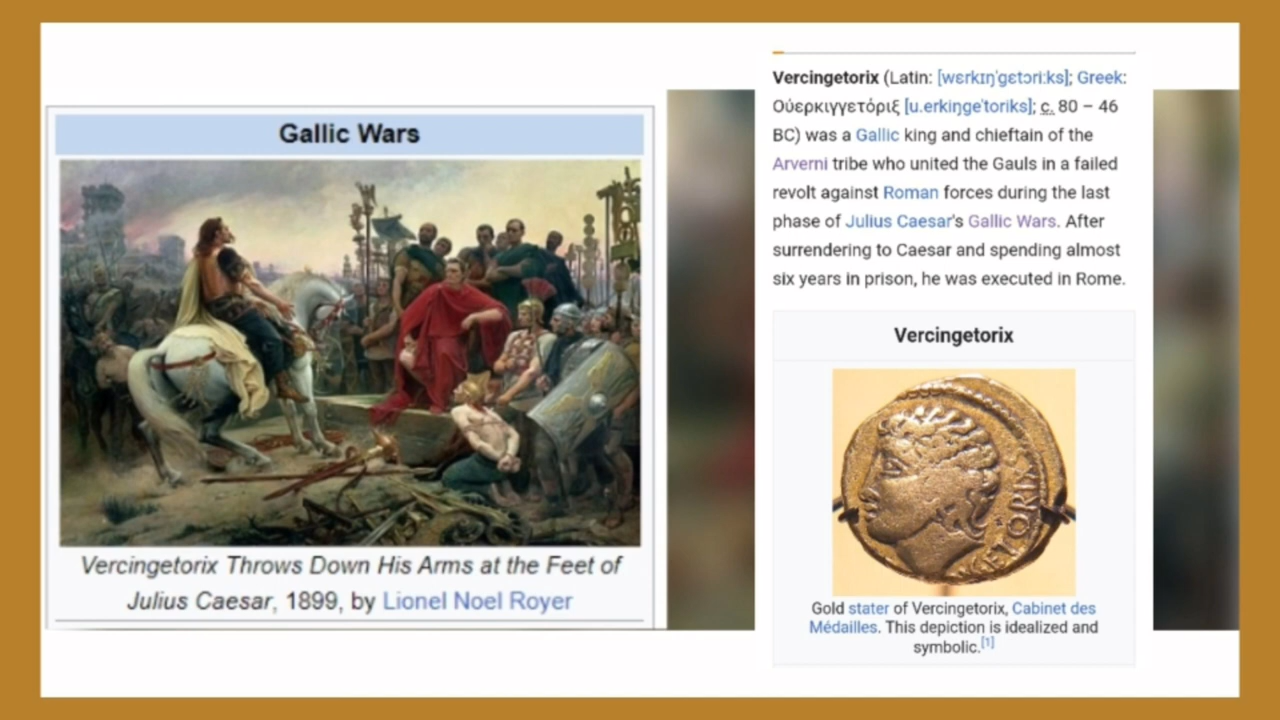 Gallic Wars
Vercingetorix Throws Down His Arms at the Feet of
Julius Caesar, 1899, by Lionel Noel Royer
Vercingetorix (Latin: [wɛrkɪŋˈɡɛtɔriːks]; Greek:
Οὐερκιγγετόριξ [u.erkiŋɡeˈtoriks]; c. 80 – 46
BC) was a Gallic king and chieftain of the
Arverni tribe who united the Gauls in a failed
revolt against Roman forces during the last
phase of Julius Caesar's Gallic Wars. After
surrendering to Caesar and spending almost
six years in prison, he was executed in Rome.
Vercingetorix
GETORIX
Gold stater of Vercingetorix, Cabinet des
Médailles. This depiction is idealized and
symbolic.[1]